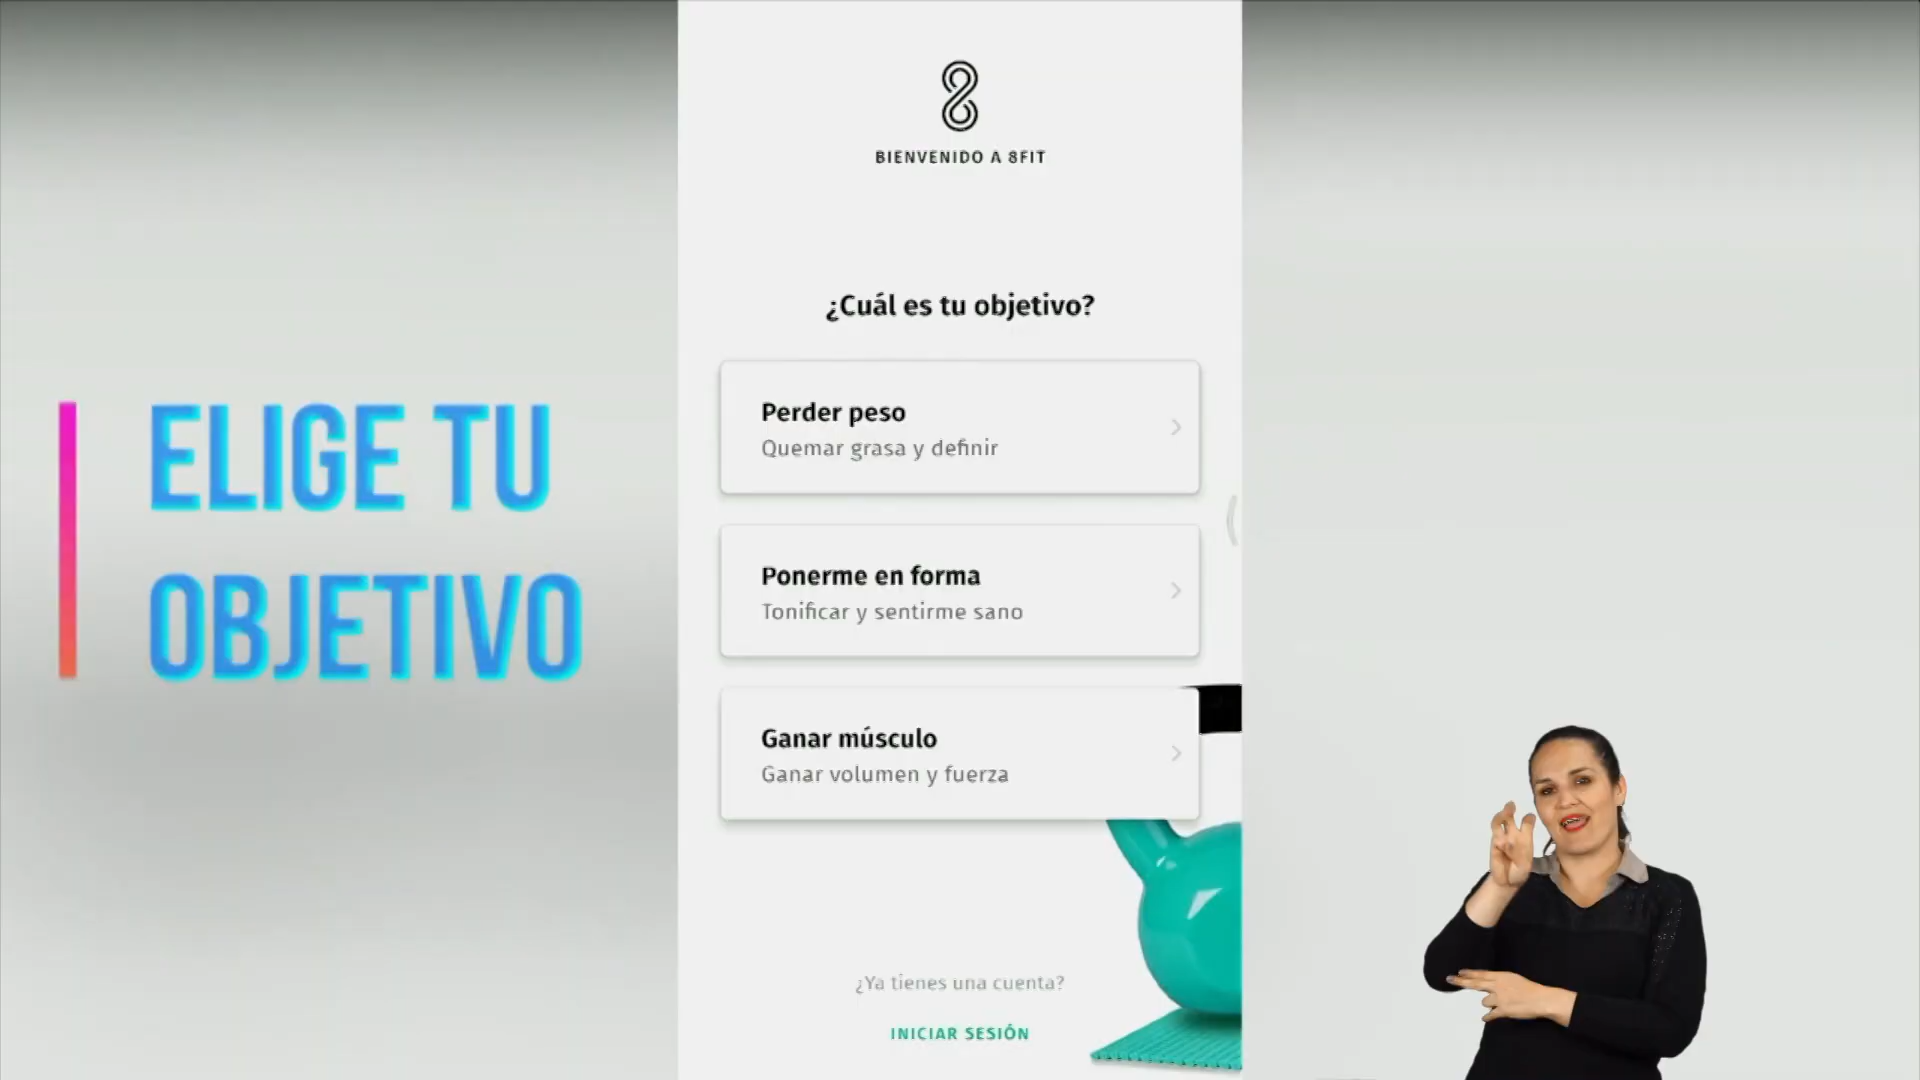 ELIGE TU
OBJETIVO
BIENVENIDO A 8FIT
¿Cuál es tu objetivo?
Perder peso
Quemar grasa y definir
Ponerme en forma
Tonificar y sentirme sano
Ganar músculo
Ganar volumen y fuerza
¿Ya tienes una cuenta?
INICIAR SESIÓN